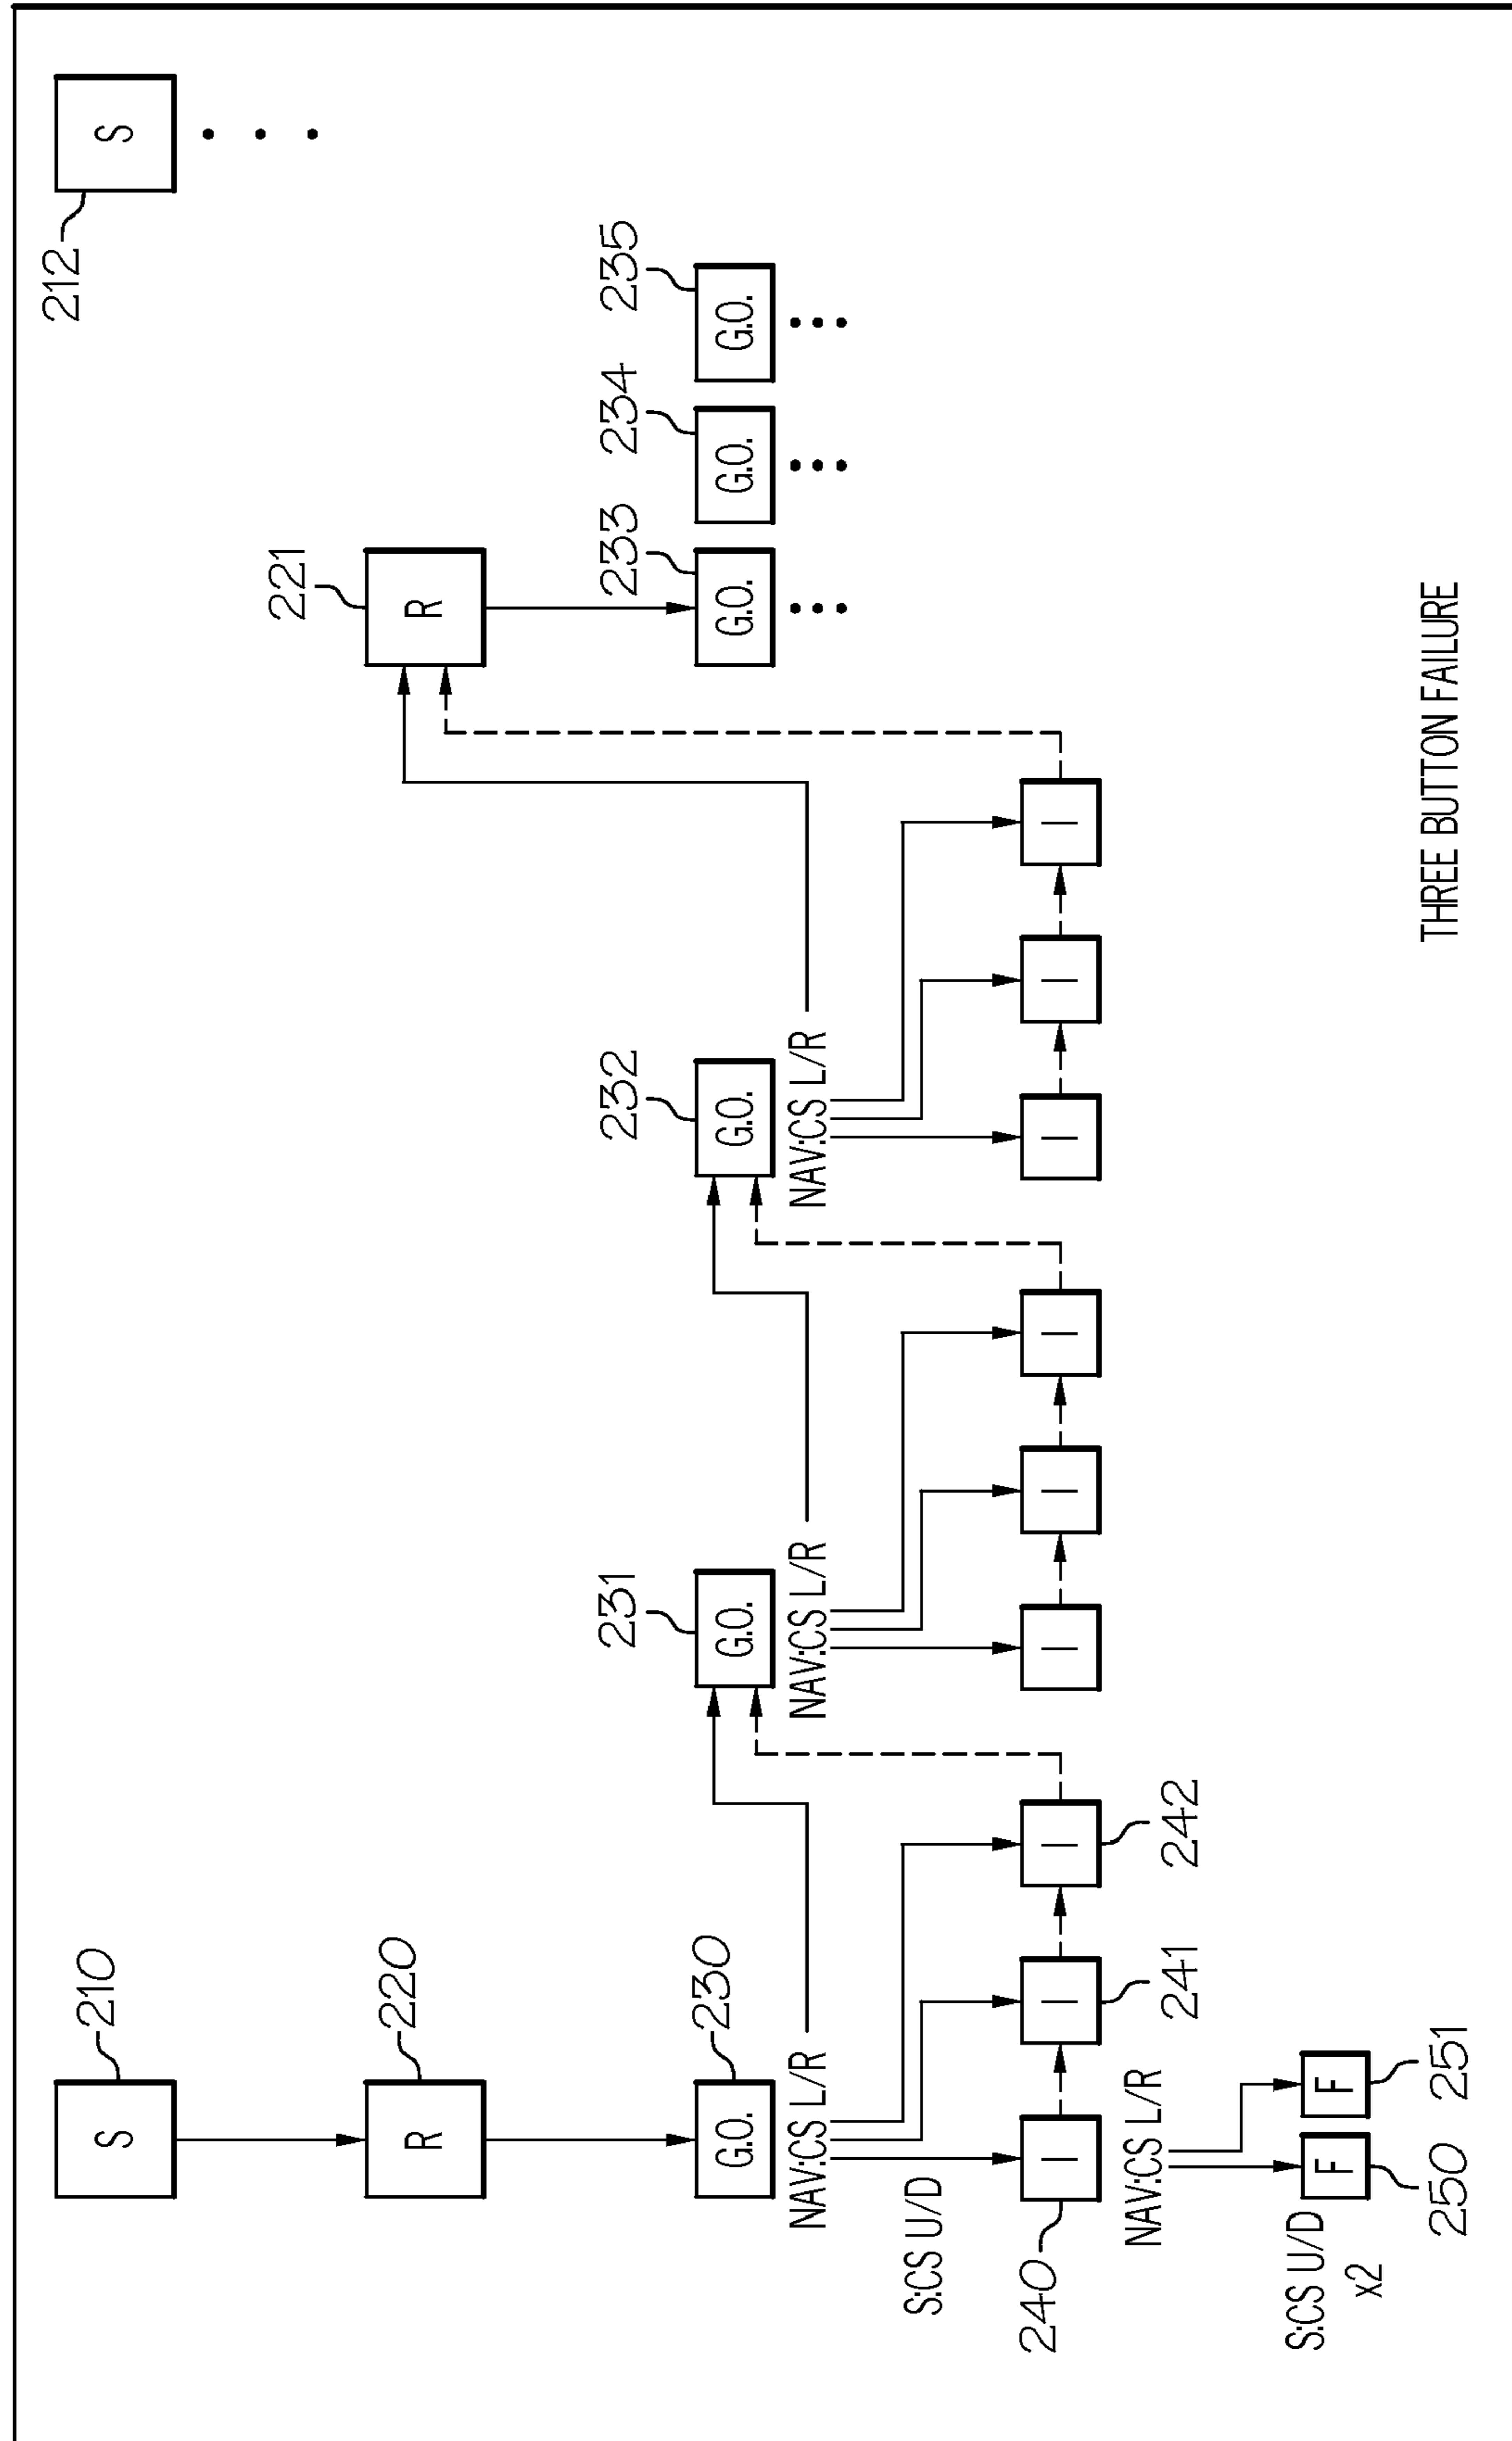 S
210
S
212
R
220
R
221
G.O.
230
G.O.
231
G.O.
232
G.O.
233
G.O.
234
G.O.
235
NAV:CS L/R
NAV:CS L/R
NAV:CS L/R
S:CS U/D
240
I
I
241
I
242
I
I
I
I
I
I
NAV:CS L/R
S:CS U/D
x2
F
250
F
251
THREE BUTTON FAILURE